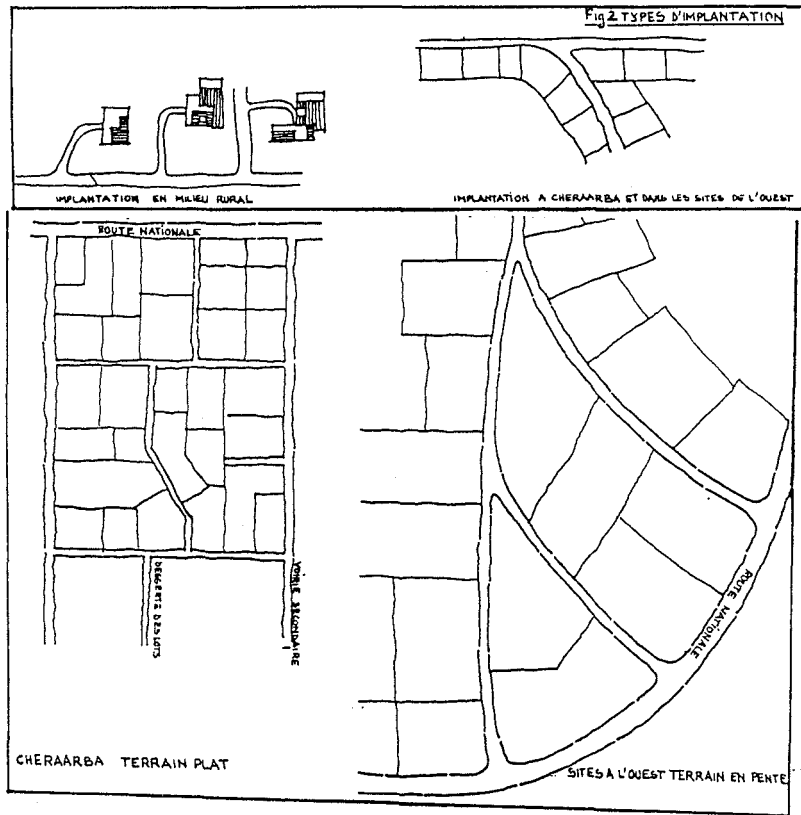 Fig 2 TYPES D'IMPLANTATION
IMPLANTATION EN MILIEU RURAL
IMPLANTATION A CHERAARBA ET DANS LES SITES DE L'OUEST
ROUTE NATIONALE
DESSERTE DES LOTS
VOIRIE SECONDAIRE
ROUTE NATIONALE
CHERAARBA TERRAIN PLAT
SITES A L'OUEST TERRAIN EN PENTE